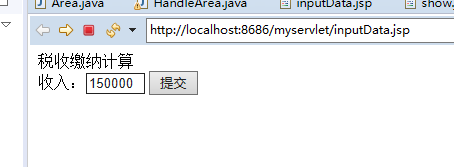 Area.java
HandleArea.java
inputData.jsp
show.
http://localhost:8686/myservlet/inputData.jsp
税收缴纳计算
收入：150000 提交